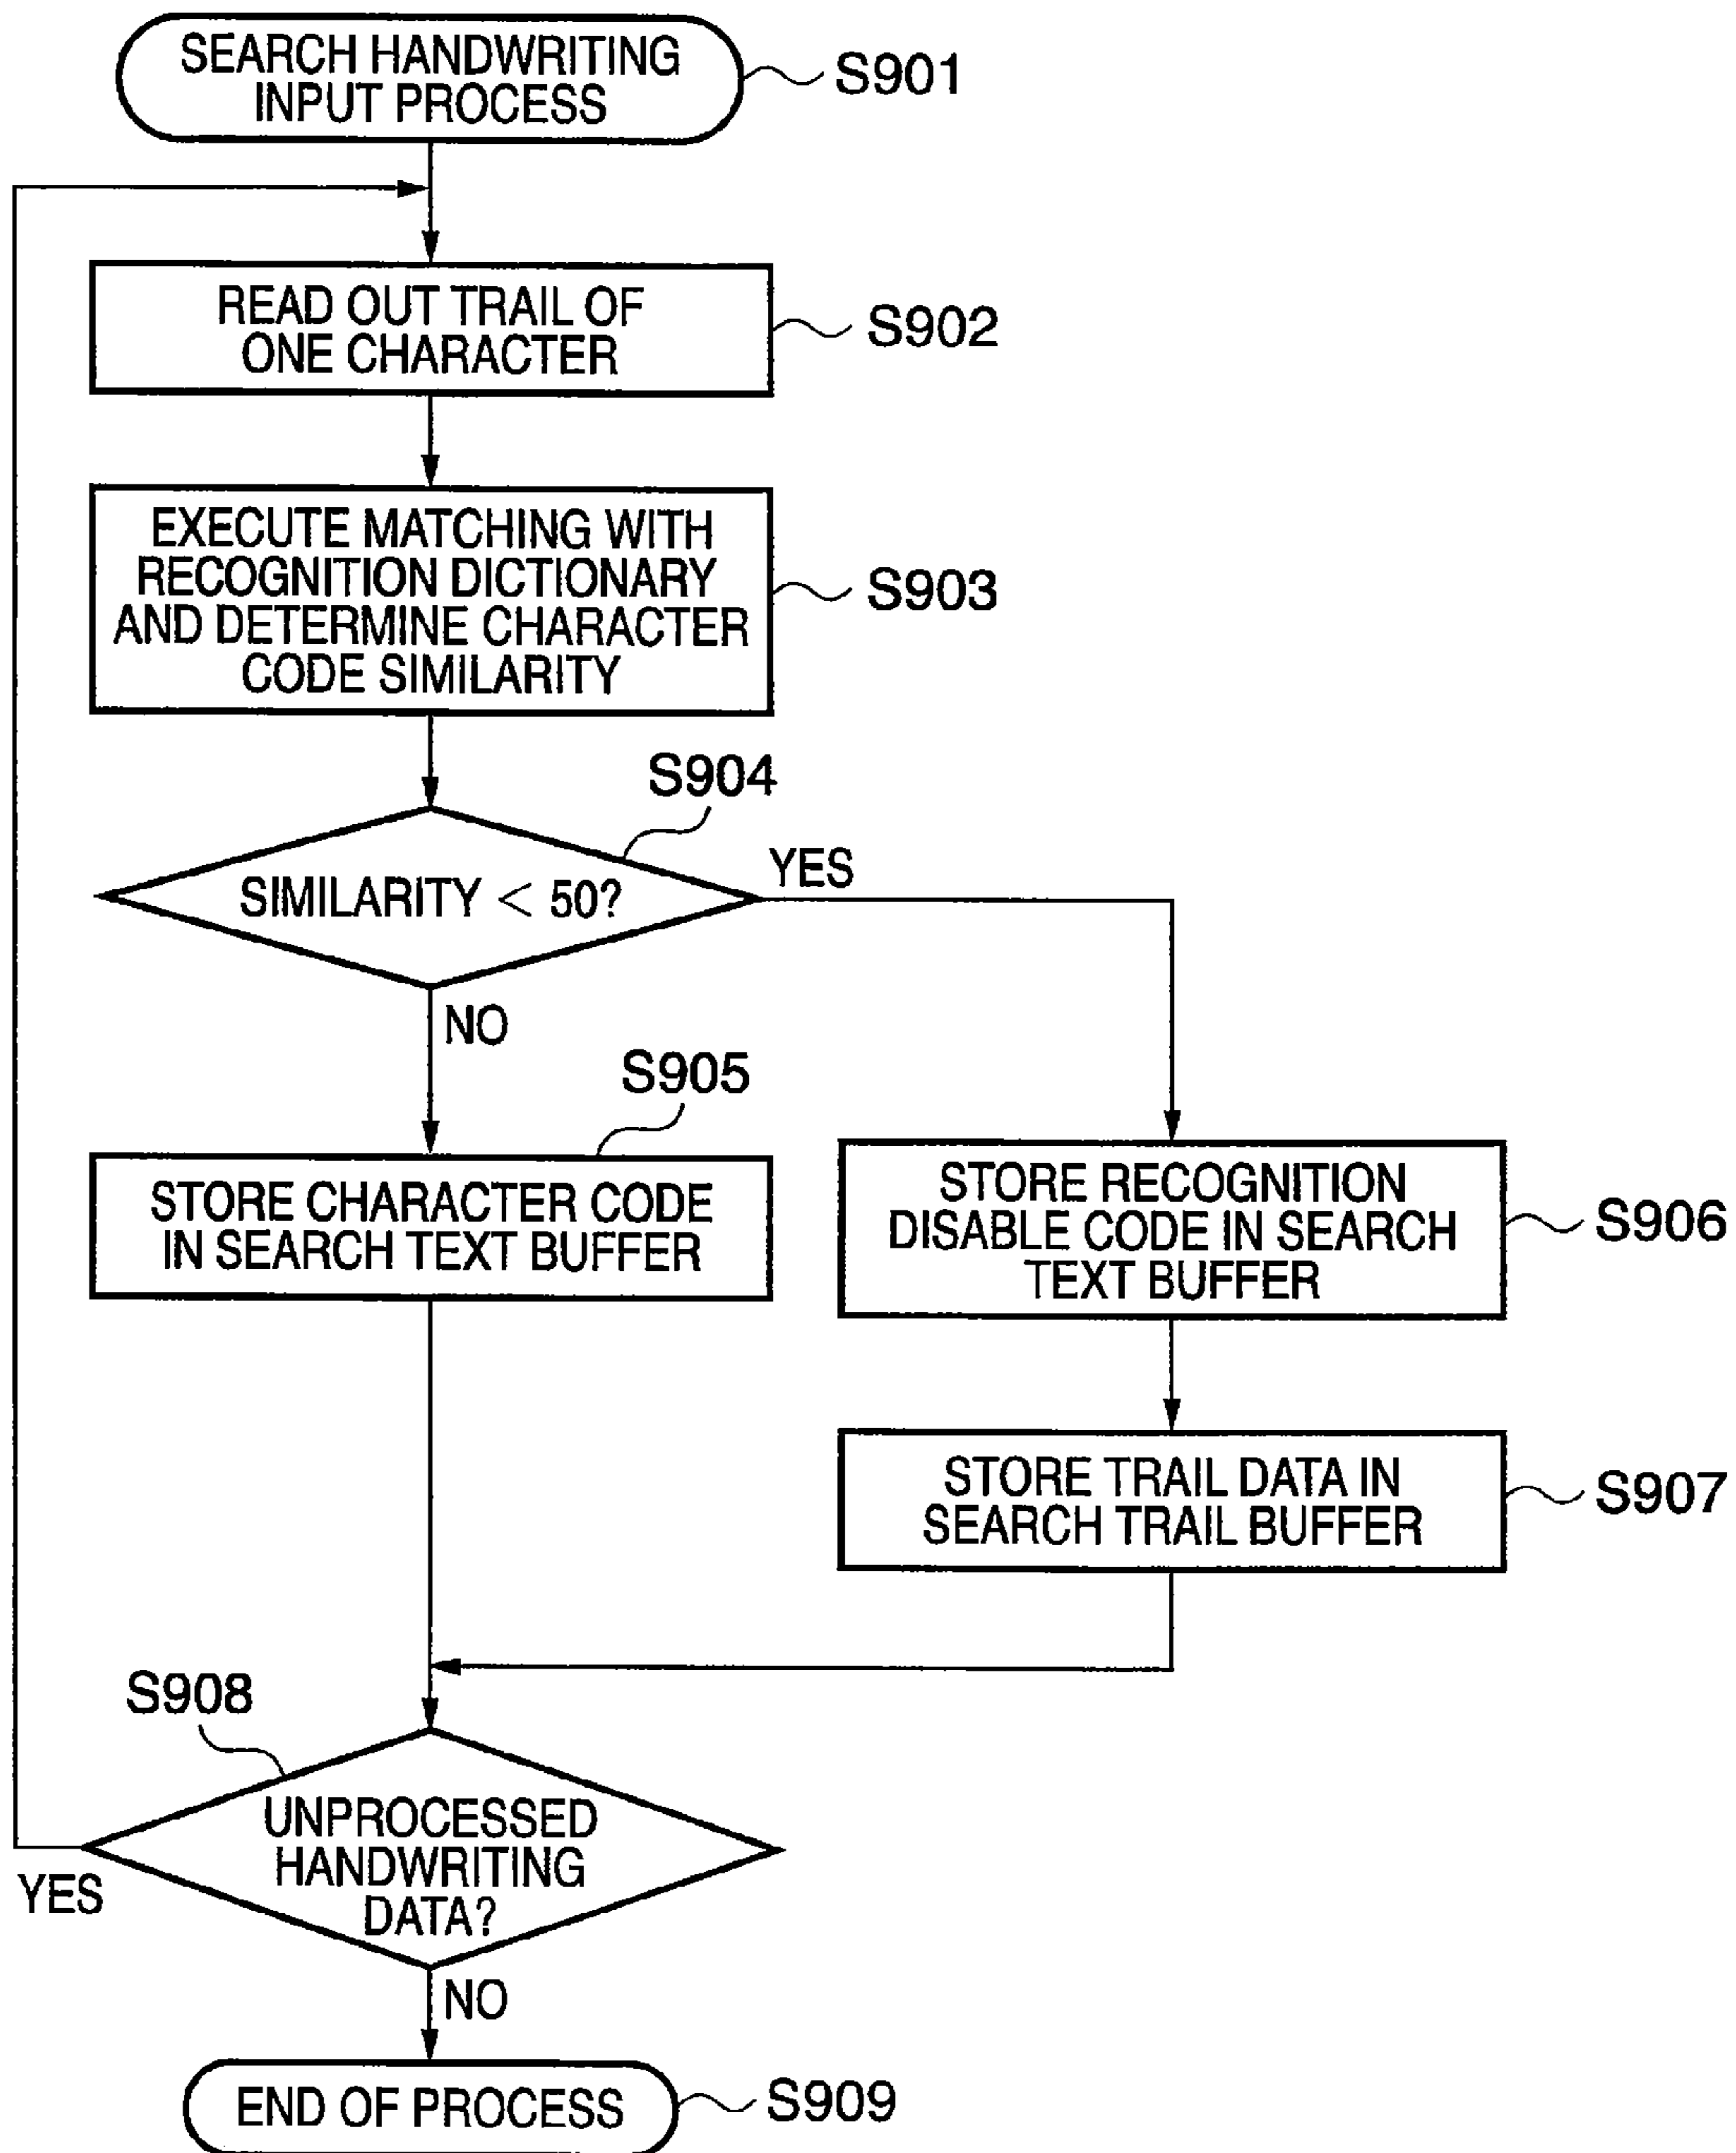 SEARCH HANDWRITING
INPUT PROCESS
S901
READ OUT TRAIL OF
ONE CHARACTER
S902
EXECUTE MATCHING WITH
RECOGNITION DICTIONARY
AND DETERMINE CHARACTER
CODE SIMILARITY
S903
S904
SIMILARITY < 50?
YES
NO
S905
STORE CHARACTER CODE
IN SEARCH TEXT BUFFER
STORE RECOGNITION
DISABLE CODE IN SEARCH
TEXT BUFFER
S906
STORE TRAIL DATA IN
SEARCH TRAIL BUFFER
S907
S908
UNPROCESSED
HANDWRITING
DATA?
YES
NO
END OF PROCESS
S909